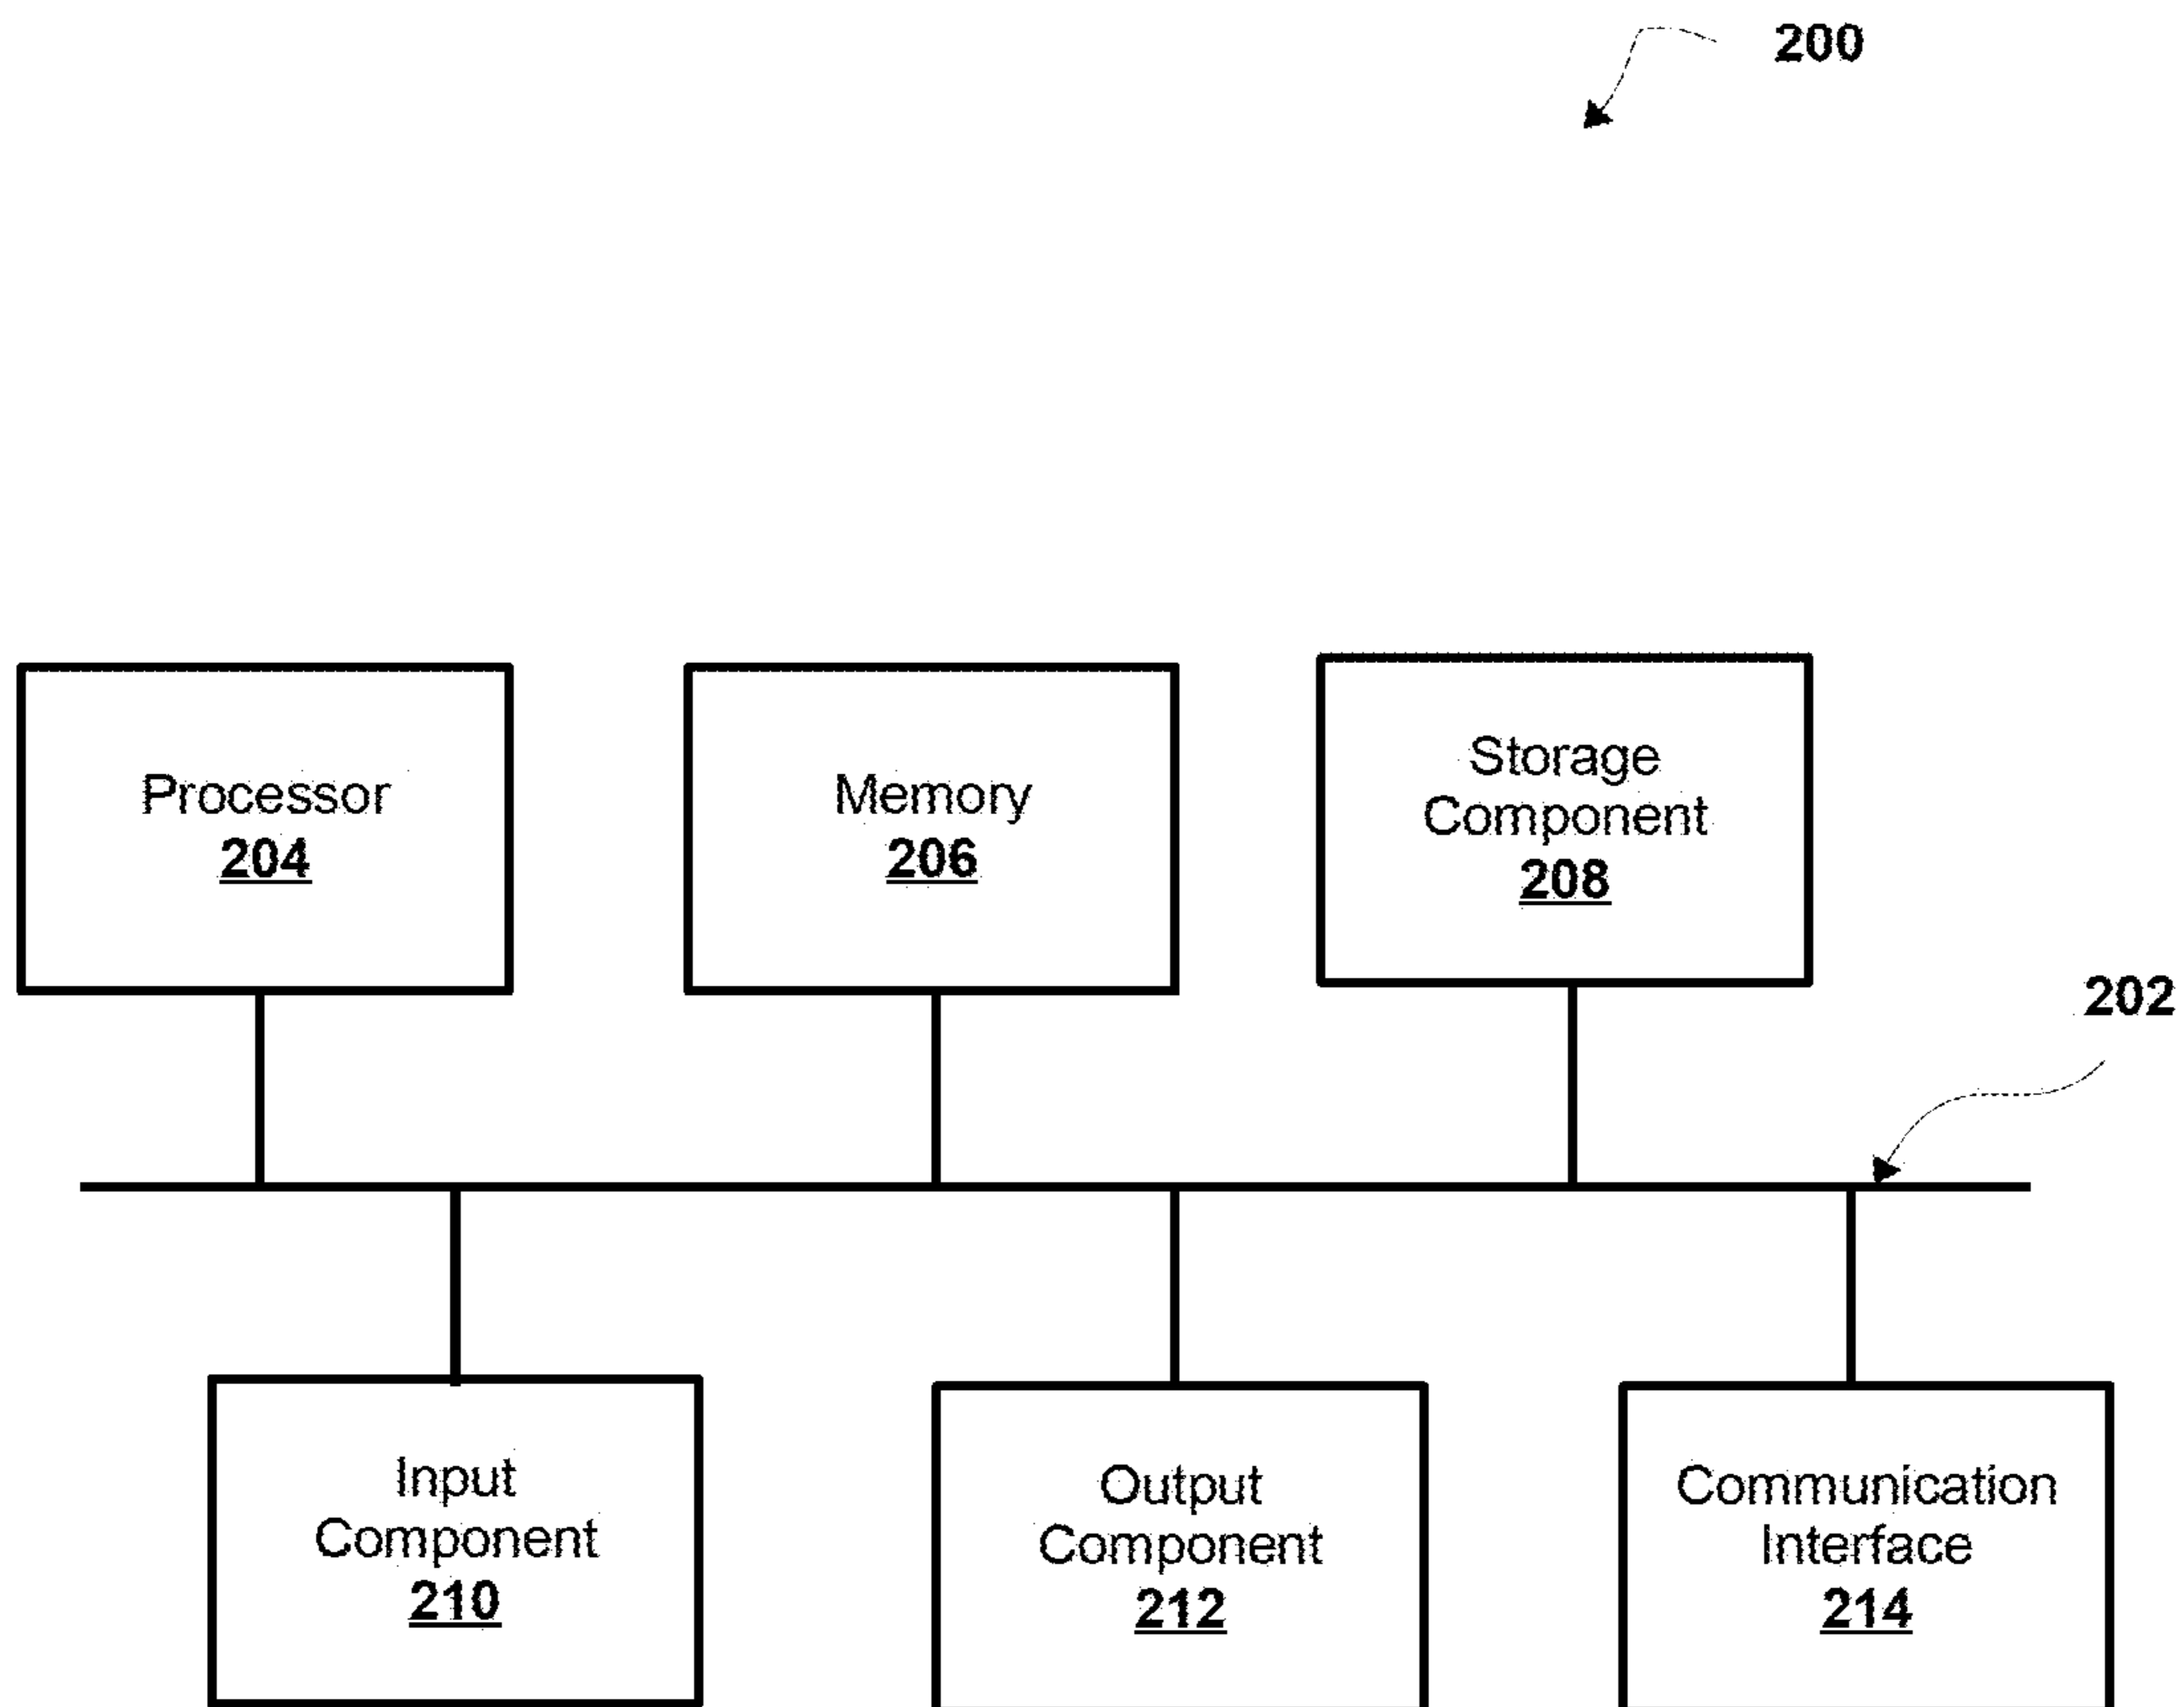 200
Processor
204
Memory
206
Storage
Component
208
202
Input
Component
210
Output
Component
212
Communication
Interface
214